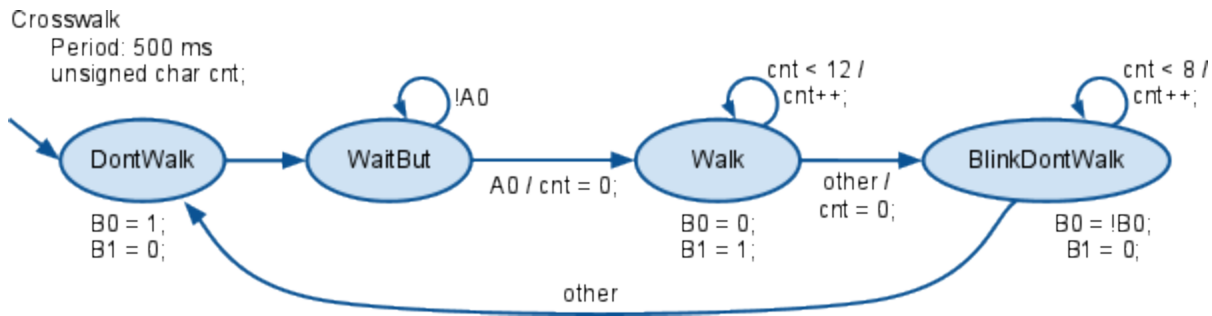 Crosswalk
Period: 500 ms
unsigned char cnt;
!A0
cnt < 12 /
cnt++;
cnt < 8 /
cnt++;
DontWalk
WaitBut
Walk
BlinkDontWalk
A0 / cnt = 0;
other /
cnt = 0;
B0 = 1;
B1 = 0;
B0 = 0;
B1 = 1;
B0 = !B0;
B1 = 0;
other